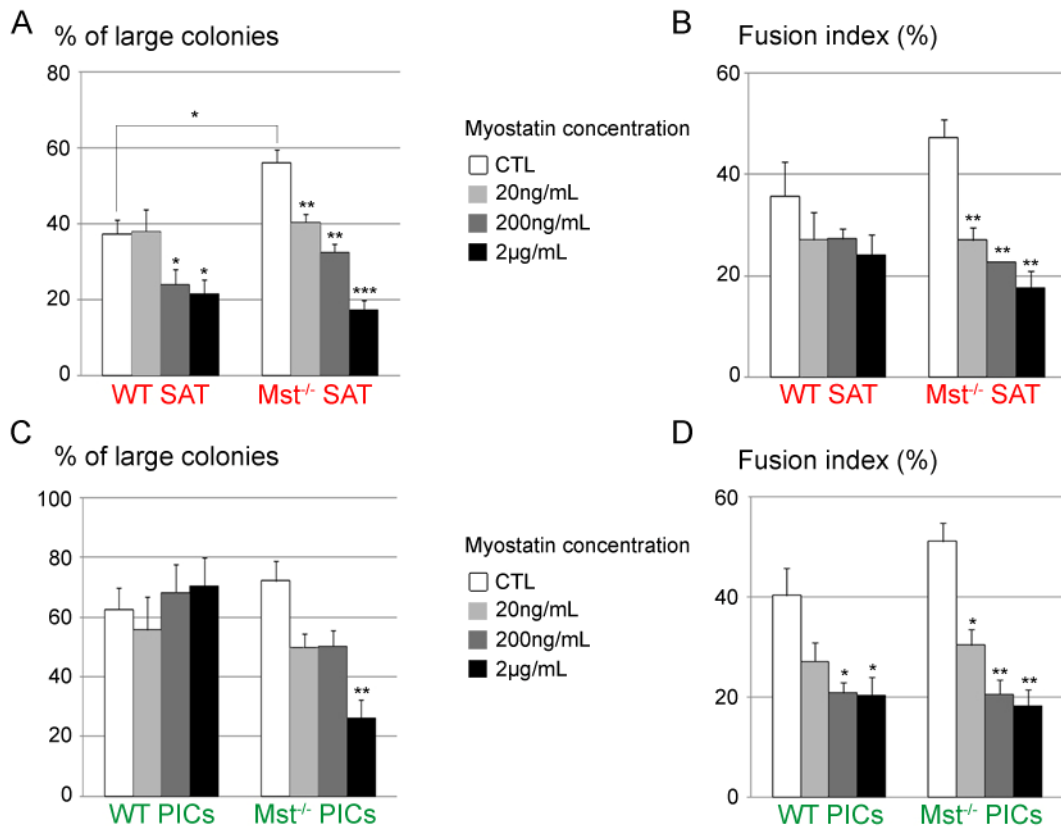 A
% of large colonies
80
60
40
20
0
*
*
*
**
**
***
WT SAT
Mst-/- SAT
Myostatin concentration
CTL
20ng/mL
200ng/mL
2µg/mL
B
Fusion index (%)
60
40
20
0
**
**
**
WT SAT
Mst-/- SAT
C
% of large colonies
100
80
60
40
20
0
**
WT PICs
Mst-/- PICs
Myostatin concentration
CTL
20ng/mL
200ng/mL
2µg/mL
D
Fusion index (%)
60
40
20
0
*
*
*
**
**
WT PICs
Mst-/- PICs